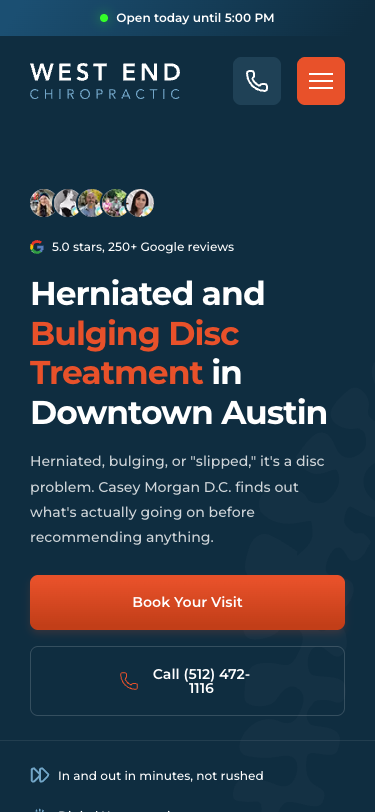 Open today until 5:00 PM
WEST END
CHIROPRACTIC
5.0 stars, 250+ Google reviews
Herniated and
Bulging Disc
Treatment in
Downtown Austin
Herniated, bulging, or "slipped," it's a disc
problem. Casey Morgan D.C. finds out
what's actually going on before
recommending anything.
Book Your Visit
Call (512) 472-
1116
In and out in minutes, not rushed